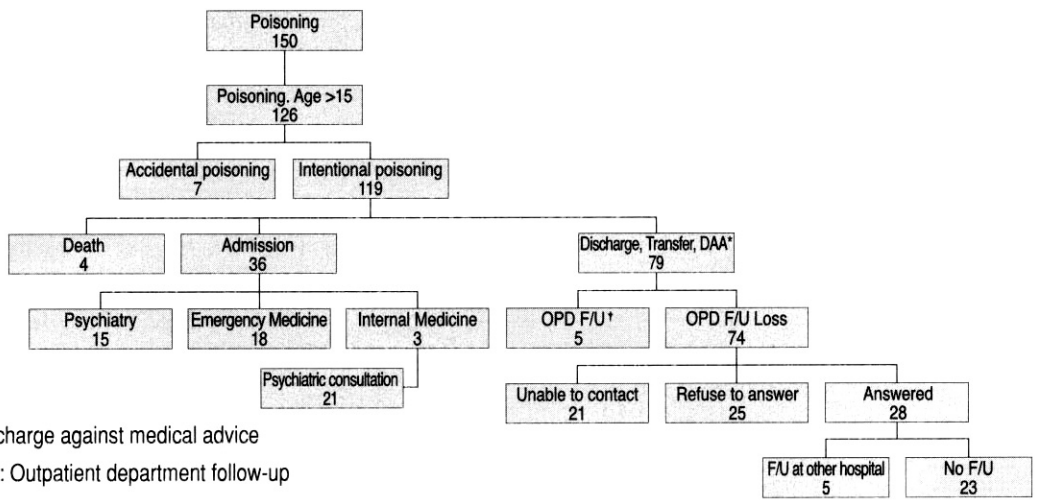 Poisoning
150
Poisoning. Age >15
126
Accidental poisoning
7
Intentional poisoning
119
Death
4
Admission
36
Discharge, Transfer, DAA*
79
Psychiatry
15
Emergency Medicine
18
Internal Medicine
3
OPD F/U†
5
OPD F/U Loss
74
Psychiatric consultation
21
Unable to contact
21
Refuse to answer
25
Answered
28
charge against medical advice
: Outpatient department follow-up
F/U at other hospital
5
No F/U
23